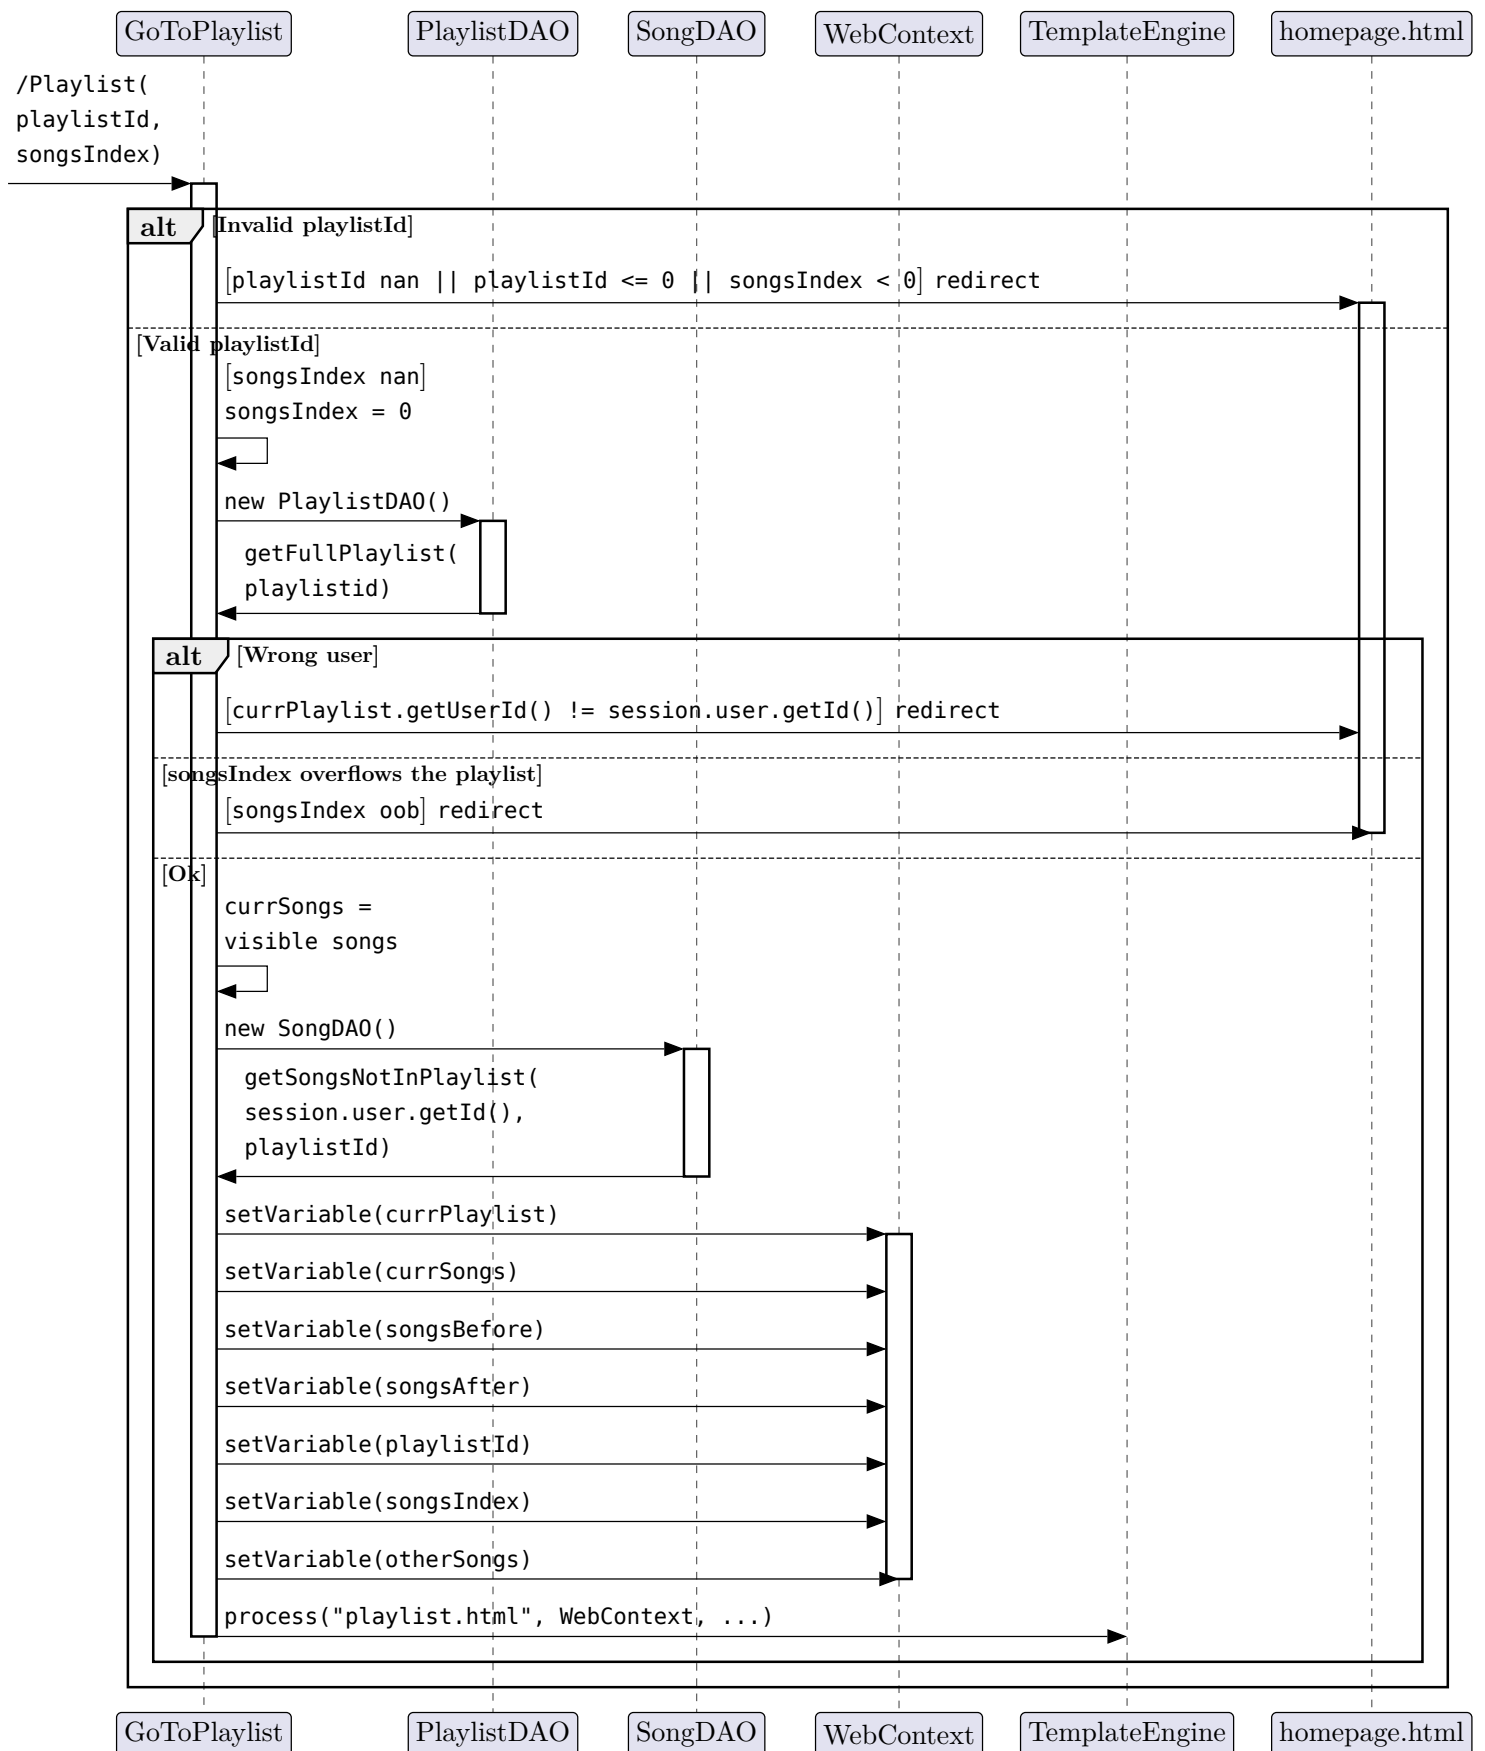 GoToPlaylist PlaylistDAO SongDAO WebContext TemplateEngine homepage.html
/Playlist(
playlistId,
songsIndex)
alt [Invalid playlistId]
[playlistId nan || playlistId <= 0 || songsIndex < 0] redirect
[Valid playlistId]
[songsIndex nan]
songsIndex = 0
new PlaylistDAO()
getFullPlaylist(
playlistid)
alt [Wrong user]
[currPlaylist.getUserId() != session.user.getId()] redirect
[songsIndex overflows the playlist]
[songsIndex oob] redirect
[Ok]
currSongs =
visible songs
new SongDAO()
getSongsNotInPlaylist(
session.user.getId(),
playlistId)
setVariable(currPlaylist)
setVariable(currSongs)
setVariable(songsBefore)
setVariable(songsAfter)
setVariable(playlistId)
setVariable(songsIndex)
setVariable(otherSongs)
process("playlist.html", WebContext, ...)
GoToPlaylist PlaylistDAO SongDAO WebContext TemplateEngine homepage.html